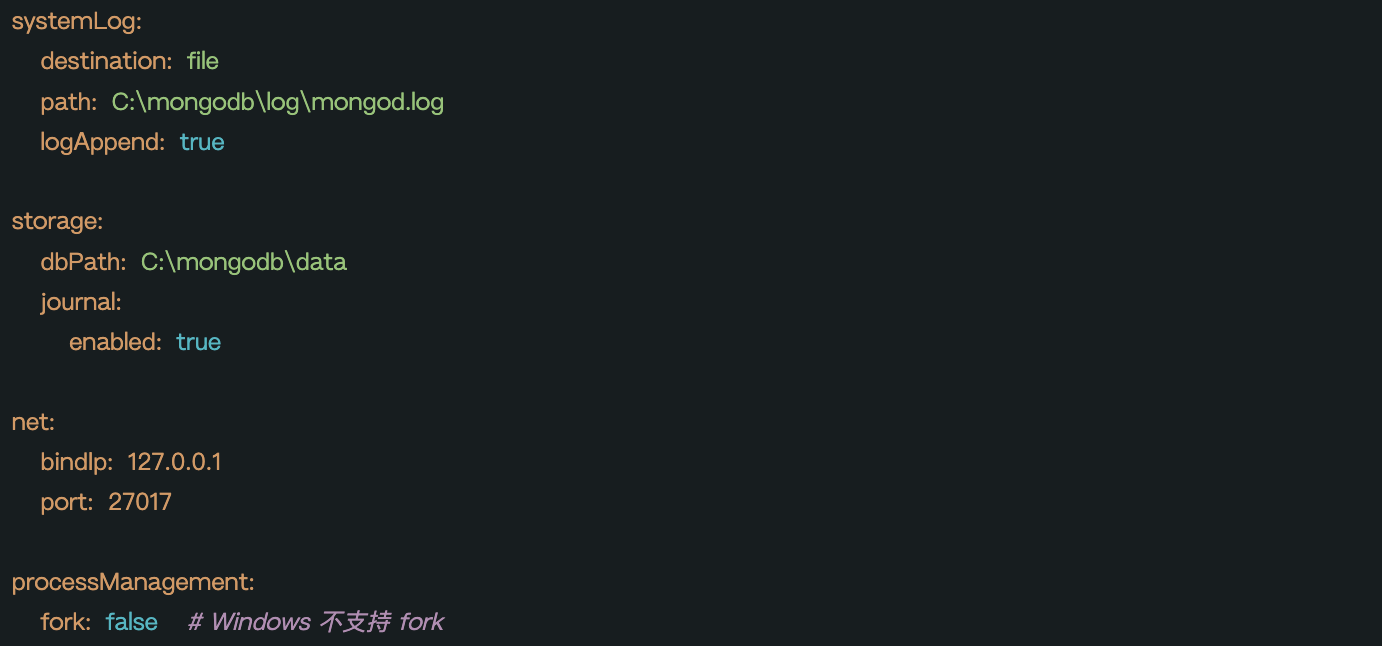 systemLog:
  destination: file
  path: C:\mongodb\log\mongod.log
  logAppend: true

storage:
  dbPath: C:\mongodb\data
  journal:
    enabled: true

net:
  bindIp: 127.0.0.1
  port: 27017

processManagement:
  fork: false  # Windows 不支持 fork